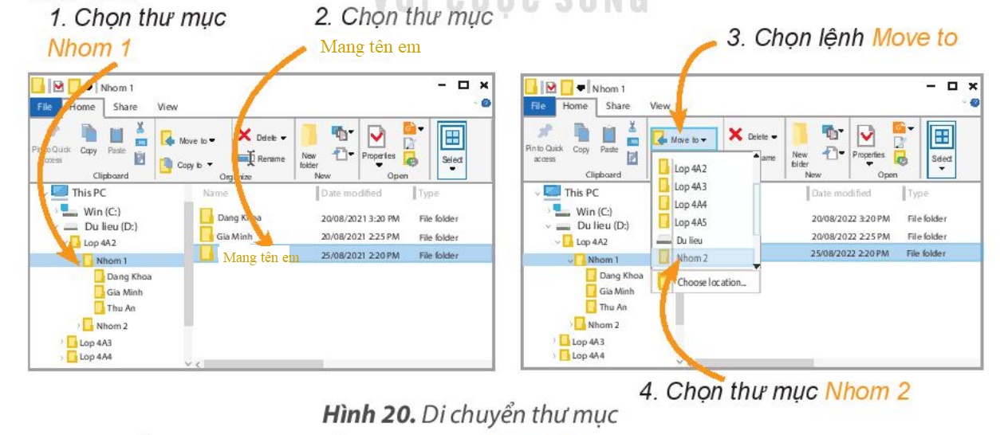 VỚI CUỘC SỐNG
1. Chọn thư mục
Nhom 1
2. Chọn thư mục
Mang tên em
3. Chọn lệnh Move to
Nhom 1
File Home Share View
Pin to Quick access
Copy
Paste
Clipboard
Move to
Copy to
Delete
Rename
Organize
New folder
New
Properties
Open
Select
This PC
Win (C:)
Du lieu (D:)
Lop 4A2
Nhom 1
Dang Khoa
Gia Minh
Thu An
Nhom 2
Lop 4A3
Lop 4A4
Name Date modified Type
Dang Khoa 20/08/2021 3:20 PM File folder
Gia Minh 20/08/2021 2:25 PM File folder
Mang tên em 25/08/2021 2:20 PM File folder
Nhom 1
File Home Share View
Pin to Quick access
Copy
Paste
Clipboard
Move to
Delete
ame
New folder
New
Properties
Open
Select
Lop 4A2
Lop 4A3
Lop 4A4
Lop 4A5
Du lieu
Nhom 2
Choose location...
This PC
Win (C:)
Du lieu (D:)
Lop 4A2
Nhom 1
Dang Khoa
Gia Minh
Thu An
Nhom 2
Lop 4A3
Lop 4A4
Date modified Type
20/08/2022 3:20 PM File folder
20/08/2022 2:25 PM File folder
25/08/2022 2:20 PM File folder
4. Chọn thư mục Nhom 2
Hình 20. Di chuyển thư mục